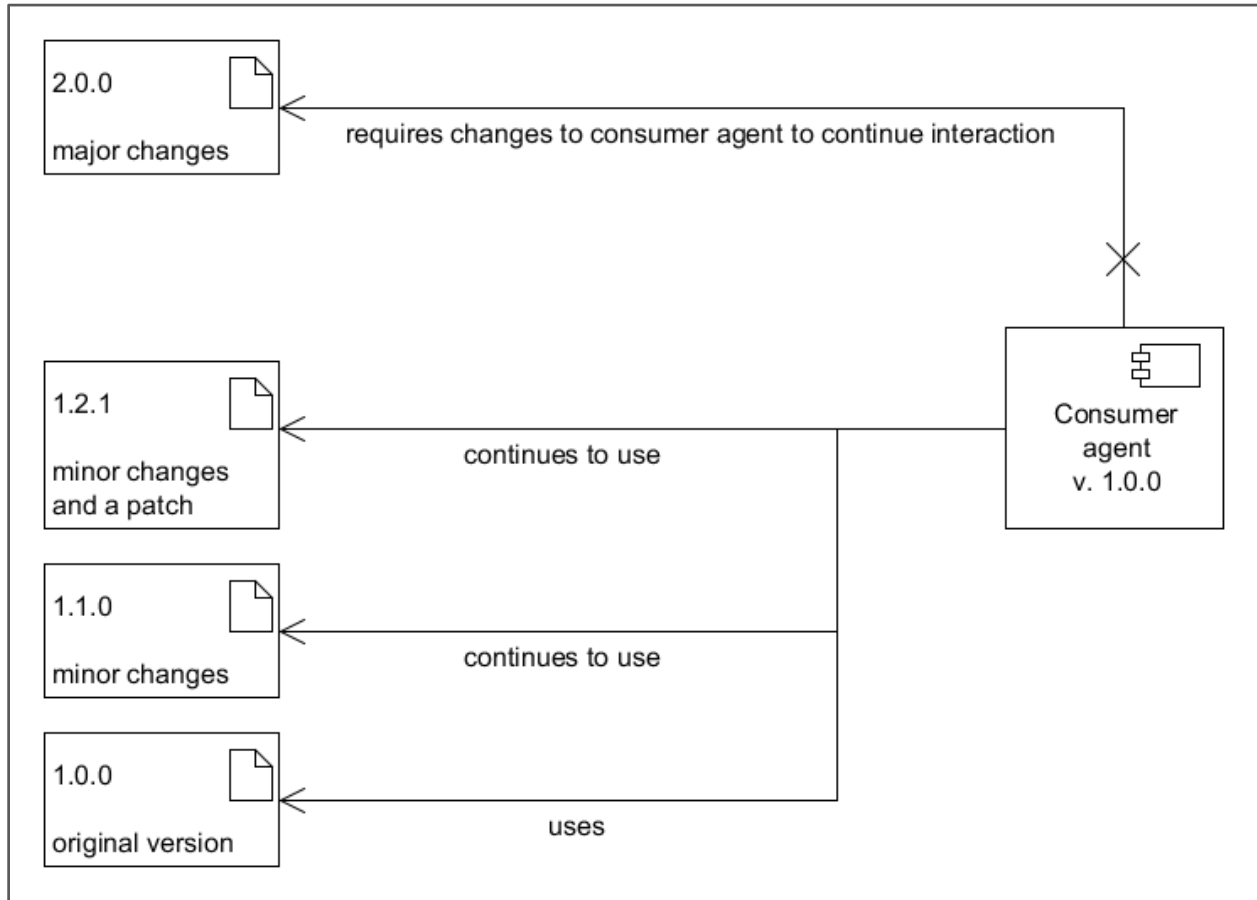 2.0.0
major changes
requires changes to consumer agent to continue interaction
1.2.1
minor changes
and a patch
continues to use
Consumer
agent
v. 1.0.0
1.1.0
minor changes
continues to use
1.0.0
original version
uses